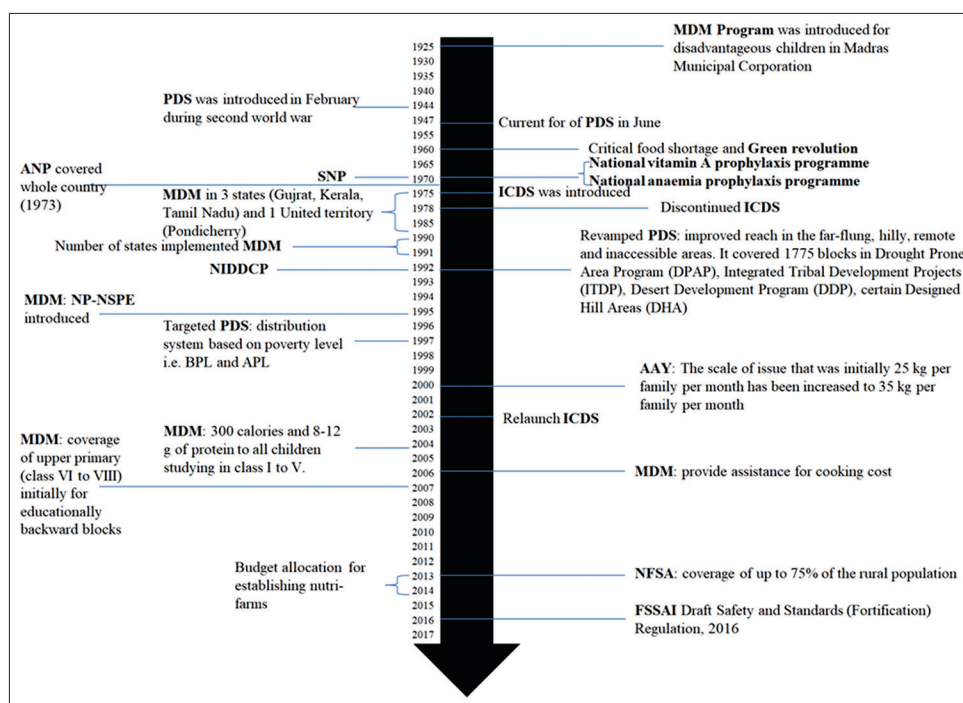 MDM Program was introduced for
disadvantageous children in Madras
Municipal Corporation
PDS was introduced in February
during second world war
Current for of PDS in June
Critical food shortage and Green revolution
National vitamin A prophylaxis programme
National anaemia prophylaxis programme
ANP covered
whole country
(1973)
SNP
ICDS was introduced
MDM in 3 states (Gujrat, Kerala,
Tamil Nadu) and 1 United territory
(Pondicherry)
Discontinued ICDS
Number of states implemented MDM
NIDDCP
Revamped PDS: improved reach in the far-flung, hilly, remote
and inaccessible areas. It covered 1775 blocks in Drought Prone
Area Program (DPAP), Integrated Tribal Development Projects
(ITDP), Desert Development Program (DDP), certain Designed
Hill Areas (DHA)
MDM: NP-NSPE
introduced
Targeted PDS: distribution
system based on poverty level
i.e. BPL and APL
AAY: The scale of issue that was initially 25 kg per
family per month has been increased to 35 kg per
family per month
Relaunch ICDS
MDM: 300 calories and 8-12
g of protein to all children
studying in class I to V.
MDM: coverage
of upper primary
(class VI to VIII)
initially for
educationally
backward blocks
MDM: provide assistance for cooking cost
Budget allocation for
establishing nutri-
farms
NFSA: coverage of up to 75% of the rural population
FSSAI Draft Safety and Standards (Fortification)
Regulation, 2016
1925
1930
1935
1940
1944
1947
1955
1960
1965
1970
1975
1978
1985
1990
1991
1992
1993
1994
1995
1996
1997
1998
1999
2000
2001
2002
2003
2004
2005
2006
2007
2008
2009
2010
2011
2012
2013
2014
2015
2016
2017